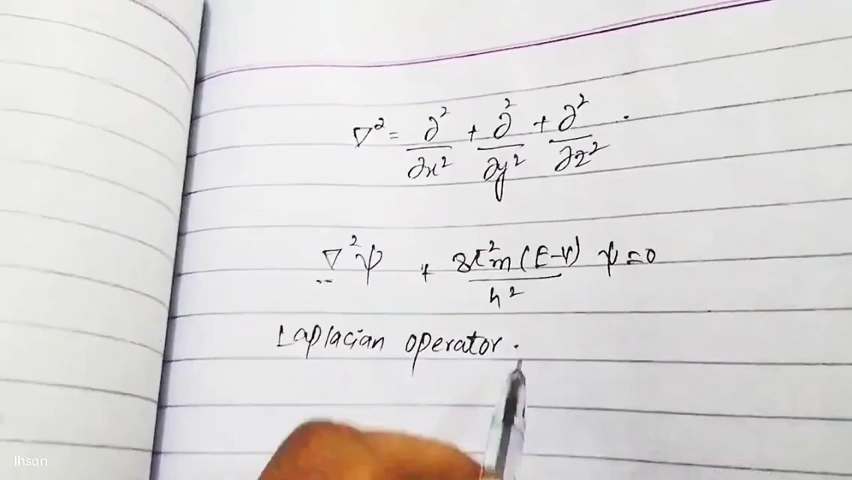 ∇² = ∂²/∂x² + ∂²/∂y² + ∂²/∂z².
∇²ψ + 8π²m(E-V)/h² ψ = 0
Laplacian operator.
Ihsan